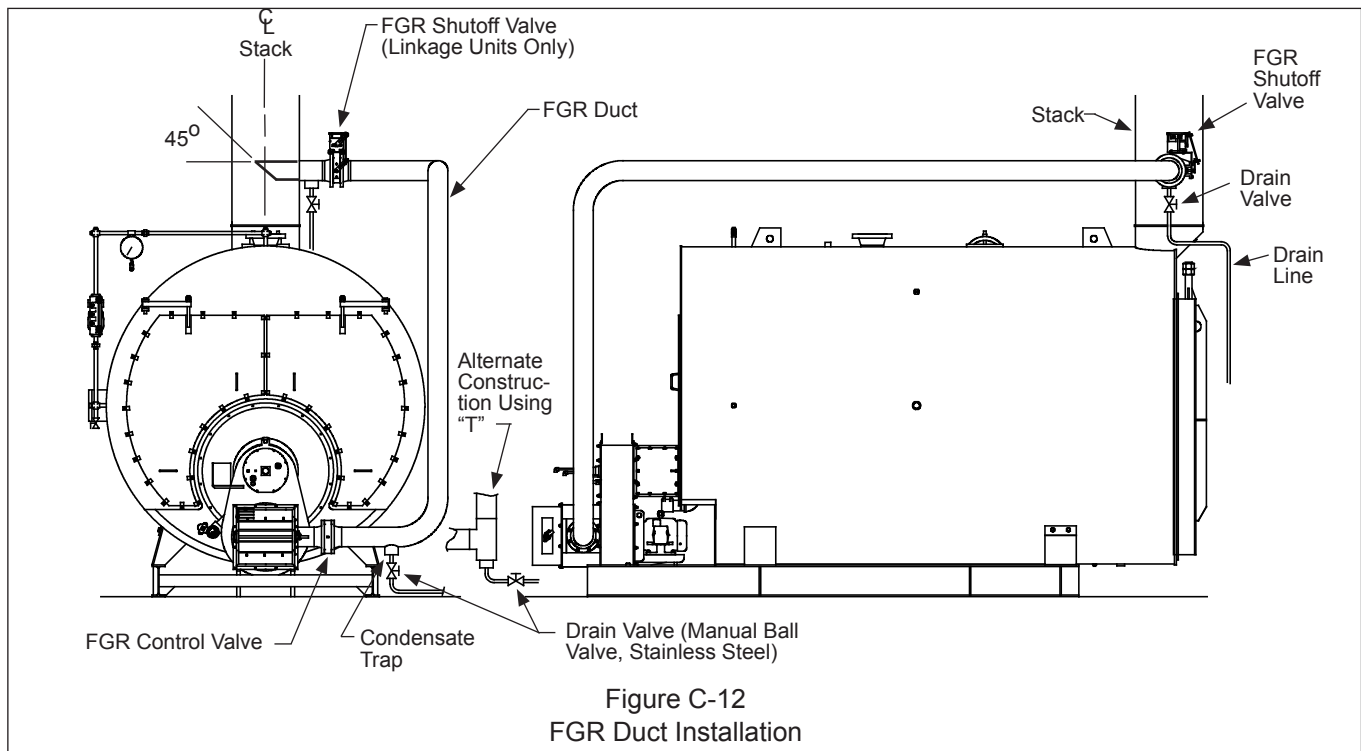 ℄
Stack
FGR Shutoff Valve
(Linkage Units Only)
FGR Duct
45°
Stack
FGR
Shutoff
Valve
Drain
Valve
Drain
Line
Alternate
Construc-
tion Using
“T”
FGR Control Valve
Condensate
Trap
Drain Valve (Manual Ball
Valve, Stainless Steel)
Figure C-12
FGR Duct Installation